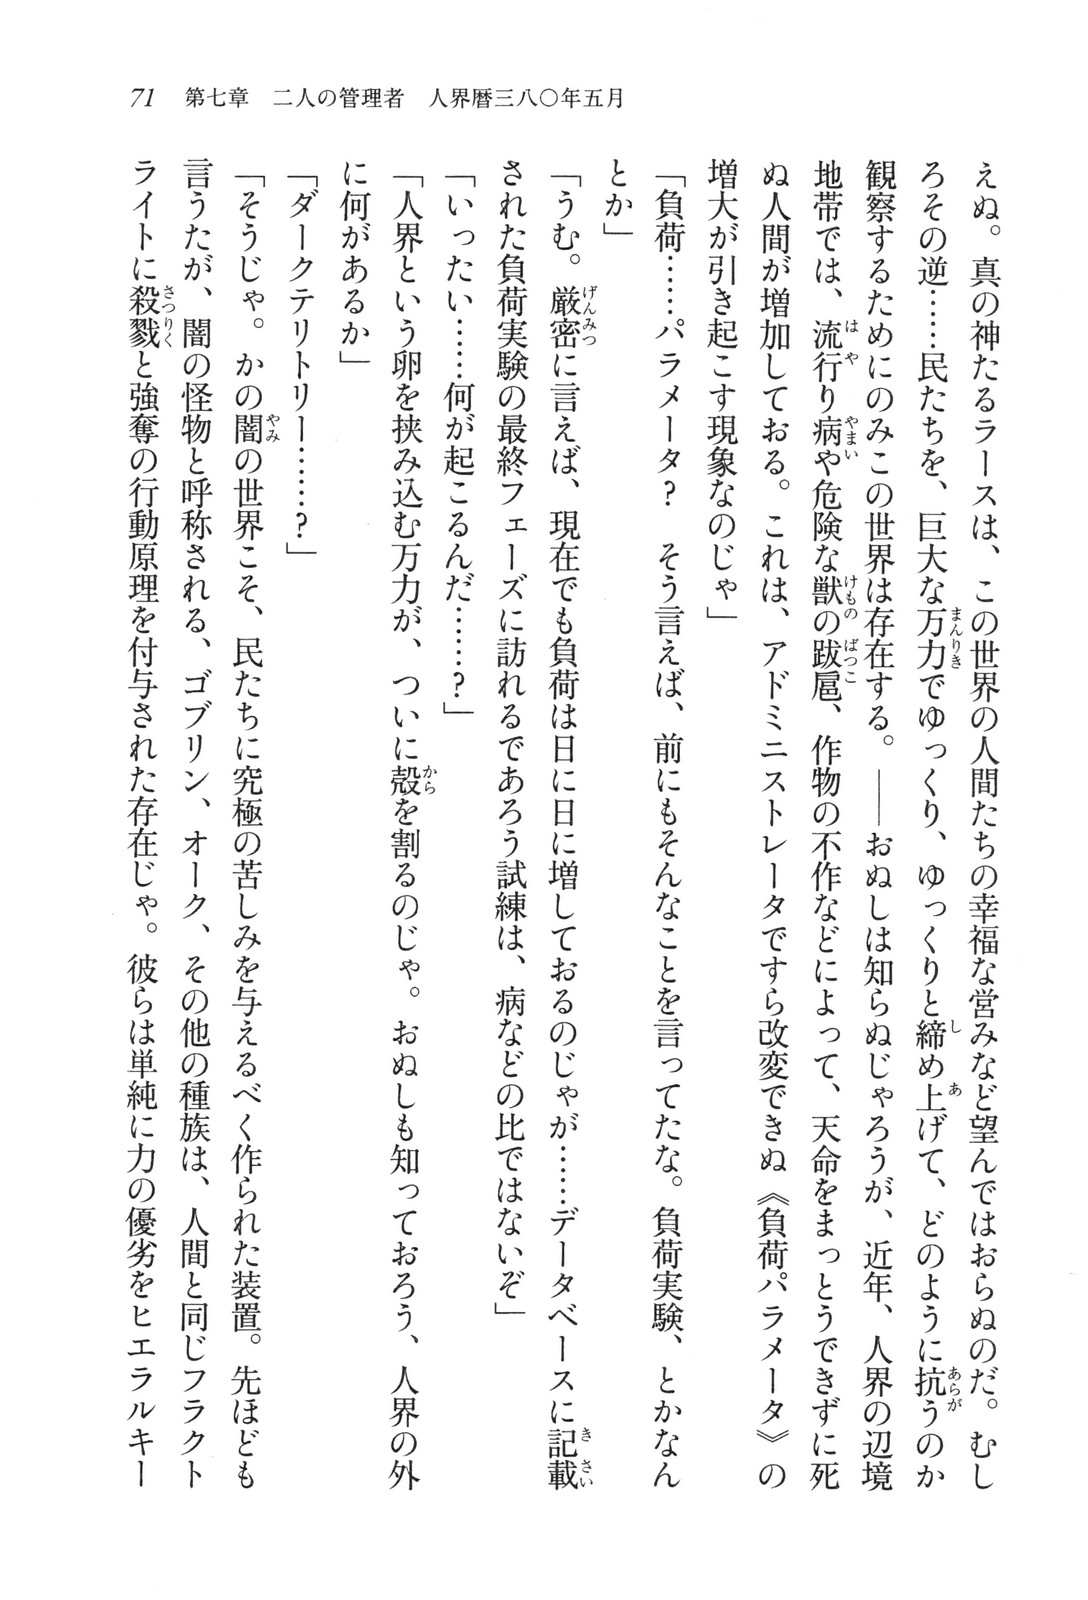 71　第七章　二人の管理者　人界暦三八〇年五月
えぬ。真の神たるラースは、この世界の人間たちの幸福な営みなど望んではおらぬのだ。むし
ろその逆……民たちを、巨大な万力でゆっくり、ゆっくりと締め上げて、どのように抗うのか
観察するためにのみこの世界は存在する。――おぬしは知らぬじゃろうが、近年、人界の辺境
地帯では、流行り病や危険な獣の跋扈、作物の不作などによって、天命をまっとうできずに死
ぬ人間が増加しておる。これは、アドミニストレータですら改変できぬ《負荷パラメータ》の
増大が引き起こす現象なのじゃ」
「負荷……パラメータ?　そう言えば、前にもそんなことを言ってたな。負荷実験、とかなん
とか」
「うむ。厳密に言えば、現在でも負荷は日に日に増しておるのじゃが……データベースに記載
された負荷実験の最終フェーズに訪れるであろう試練は、病などの比ではないぞ」
「いったい……何が起こるんだ……?」
「人界という卵を挟み込む万力が、ついに殻を割るのじゃ。おぬしも知っておろう、人界の外
に何があるか」
「ダークテリトリー……?」
「そうじゃ。かの闇の世界こそ、民たちに究極の苦しみを与えるべく作られた装置。先ほども
言うたが、闇の怪物と呼称される、ゴブリン、オーク、その他の種族は、人間と同じフラクト
ライトに殺戮と強奪の行動原理を付与された存在じゃ。彼らは単純に力の優劣をヒエラルキー